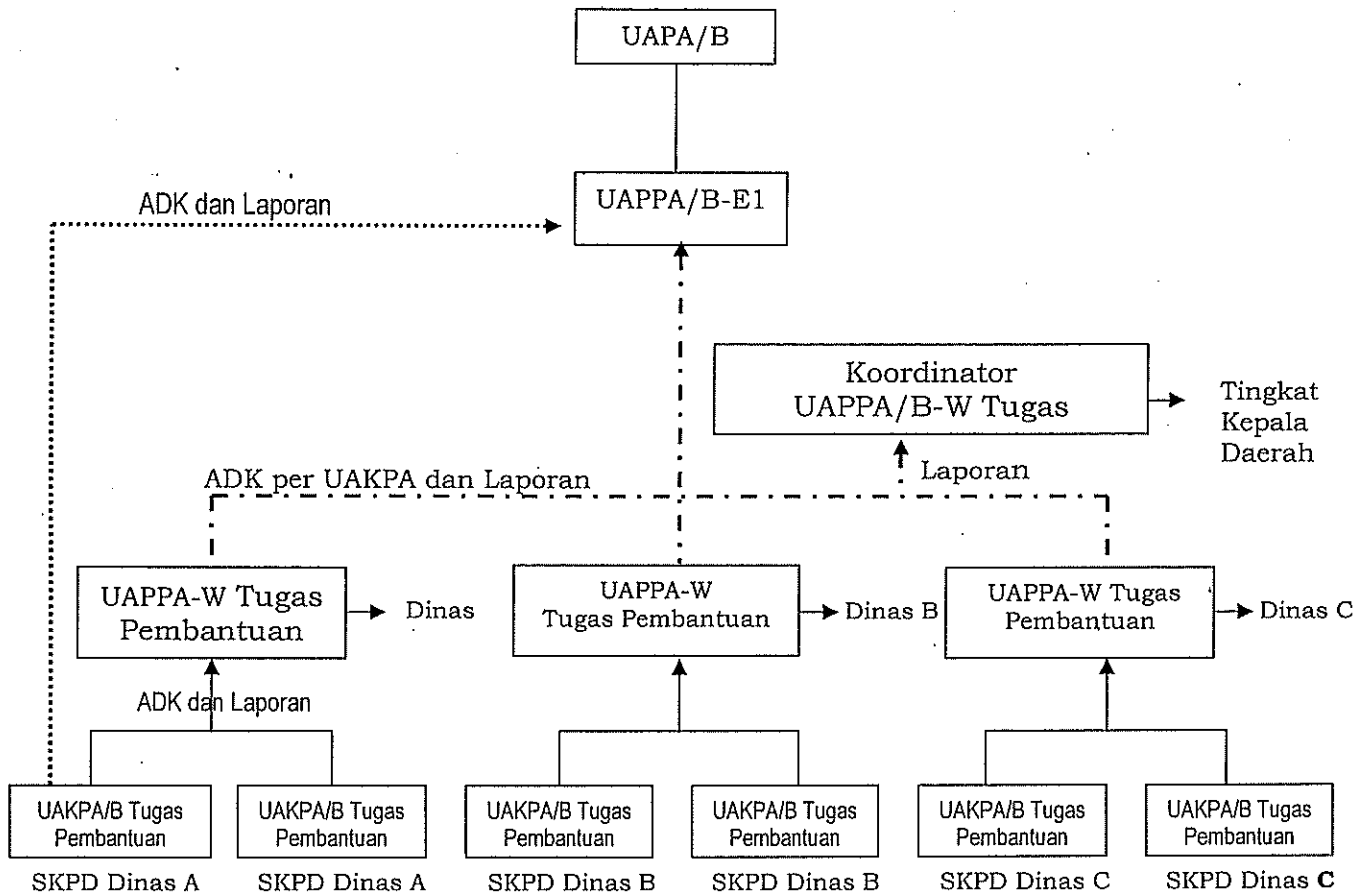 UAPA/B
ADK dan Laporan
UAPPA/B-E1
Koordinator
UAPPA/B-W Tugas
Tingkat
Kepala
Daerah
ADK per UAKPA dan Laporan
Laporan
UAPPA-W Tugas
Pembantuan
Dinas
UAPPA-W
Tugas Pembantuan
Dinas B
UAPPA-W Tugas
Pembantuan
Dinas C
ADK dan Laporan
UAKPA/B Tugas
Pembantuan
UAKPA/B Tugas
Pembantuan
UAKPA/B Tugas
Pembantuan
UAKPA/B Tugas
Pembantuan
UAKPA/B Tugas
Pembantuan
UAKPA/B Tugas
Pembantuan
SKPD Dinas A
SKPD Dinas A
SKPD Dinas B
SKPD Dinas B
SKPD Dinas C
SKPD Dinas C